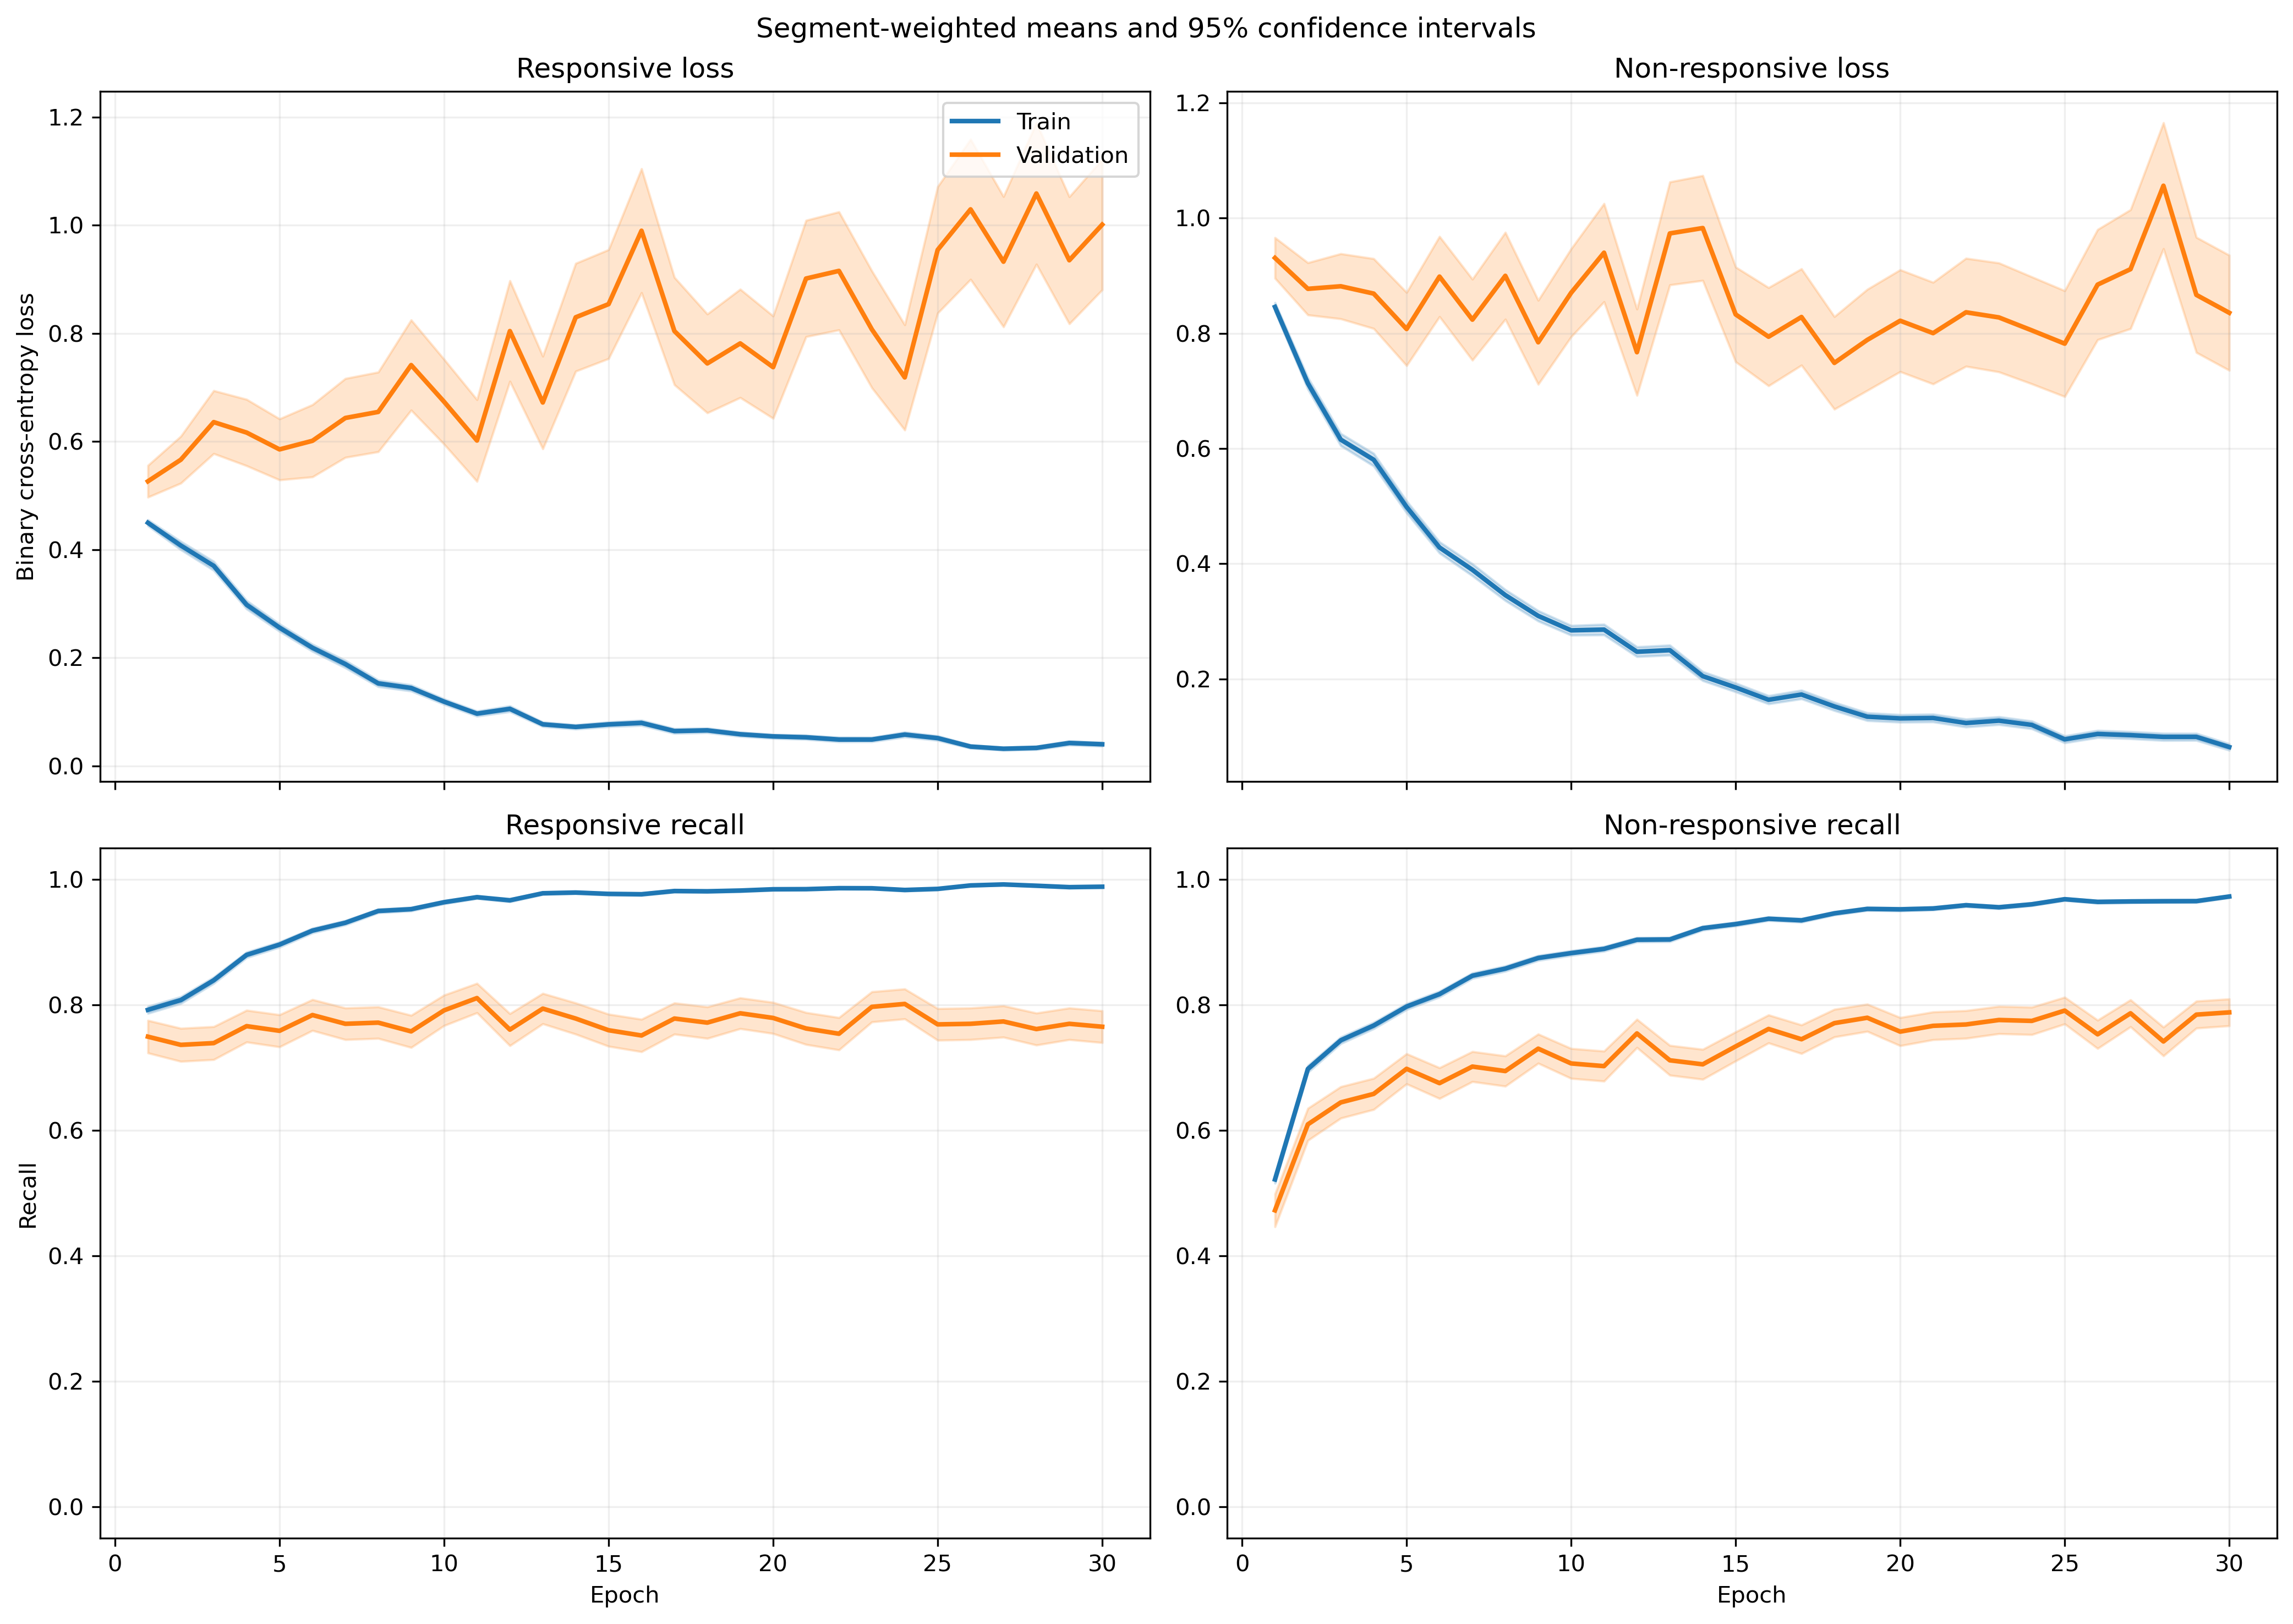 Segment-weighted means and 95% confidence intervals
Responsive loss
Binary cross-entropy loss
1.2
1.0
0.8
0.6
0.4
0.2
0.0
Train
Validation
Non-responsive loss
1.2
1.0
0.8
0.6
0.4
0.2
Responsive recall
Recall
1.0
0.8
0.6
0.4
0.2
0.0
0 5 10 15 20 25 30
Epoch
Non-responsive recall
1.0
0.8
0.6
0.4
0.2
0.0
0 5 10 15 20 25 30
Epoch